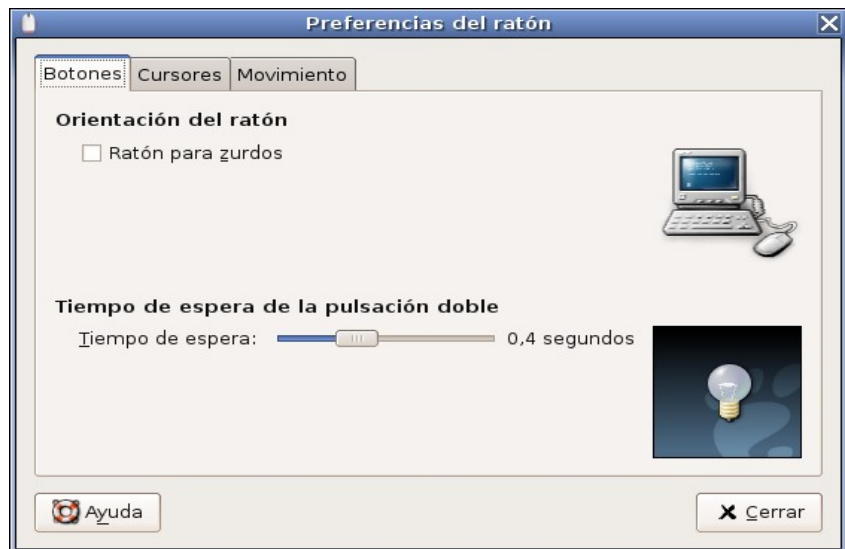 Preferencias del ratón
Botones Cursores Movimiento
Orientación del ratón
Ratón para zurdos
Tiempo de espera de la pulsación doble
Tiempo de espera: 0,4 segundos
Ayuda Cerrar